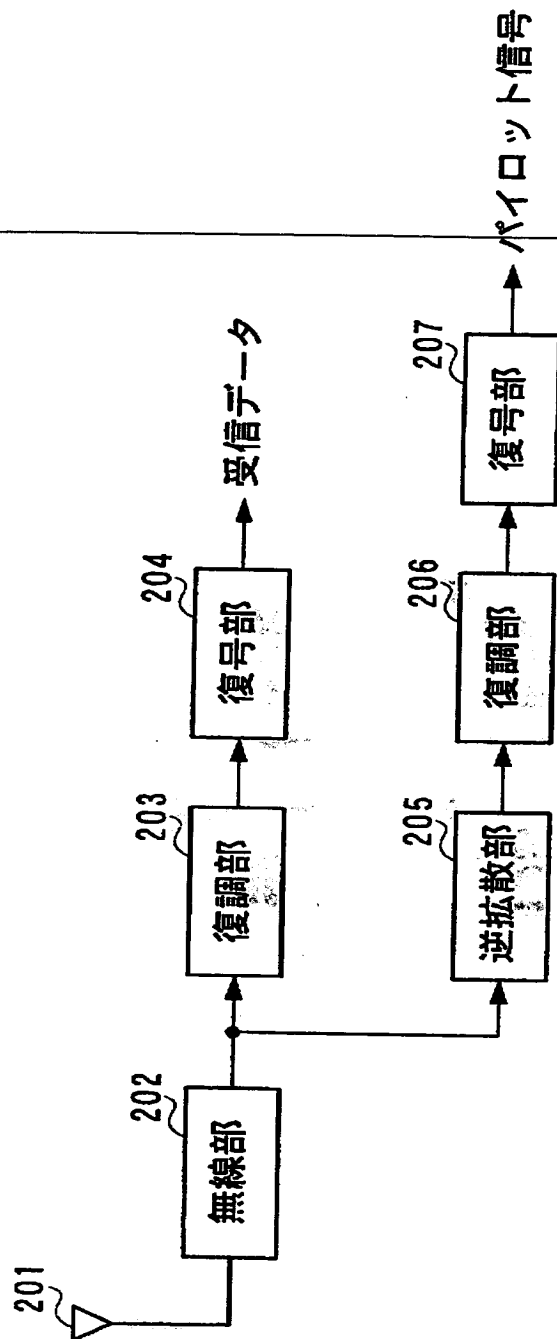 201
202
無線部
203
復調部
204
復号部
受信データ
205
逆拡散部
206
復調部
207
復号部
パイロット信号